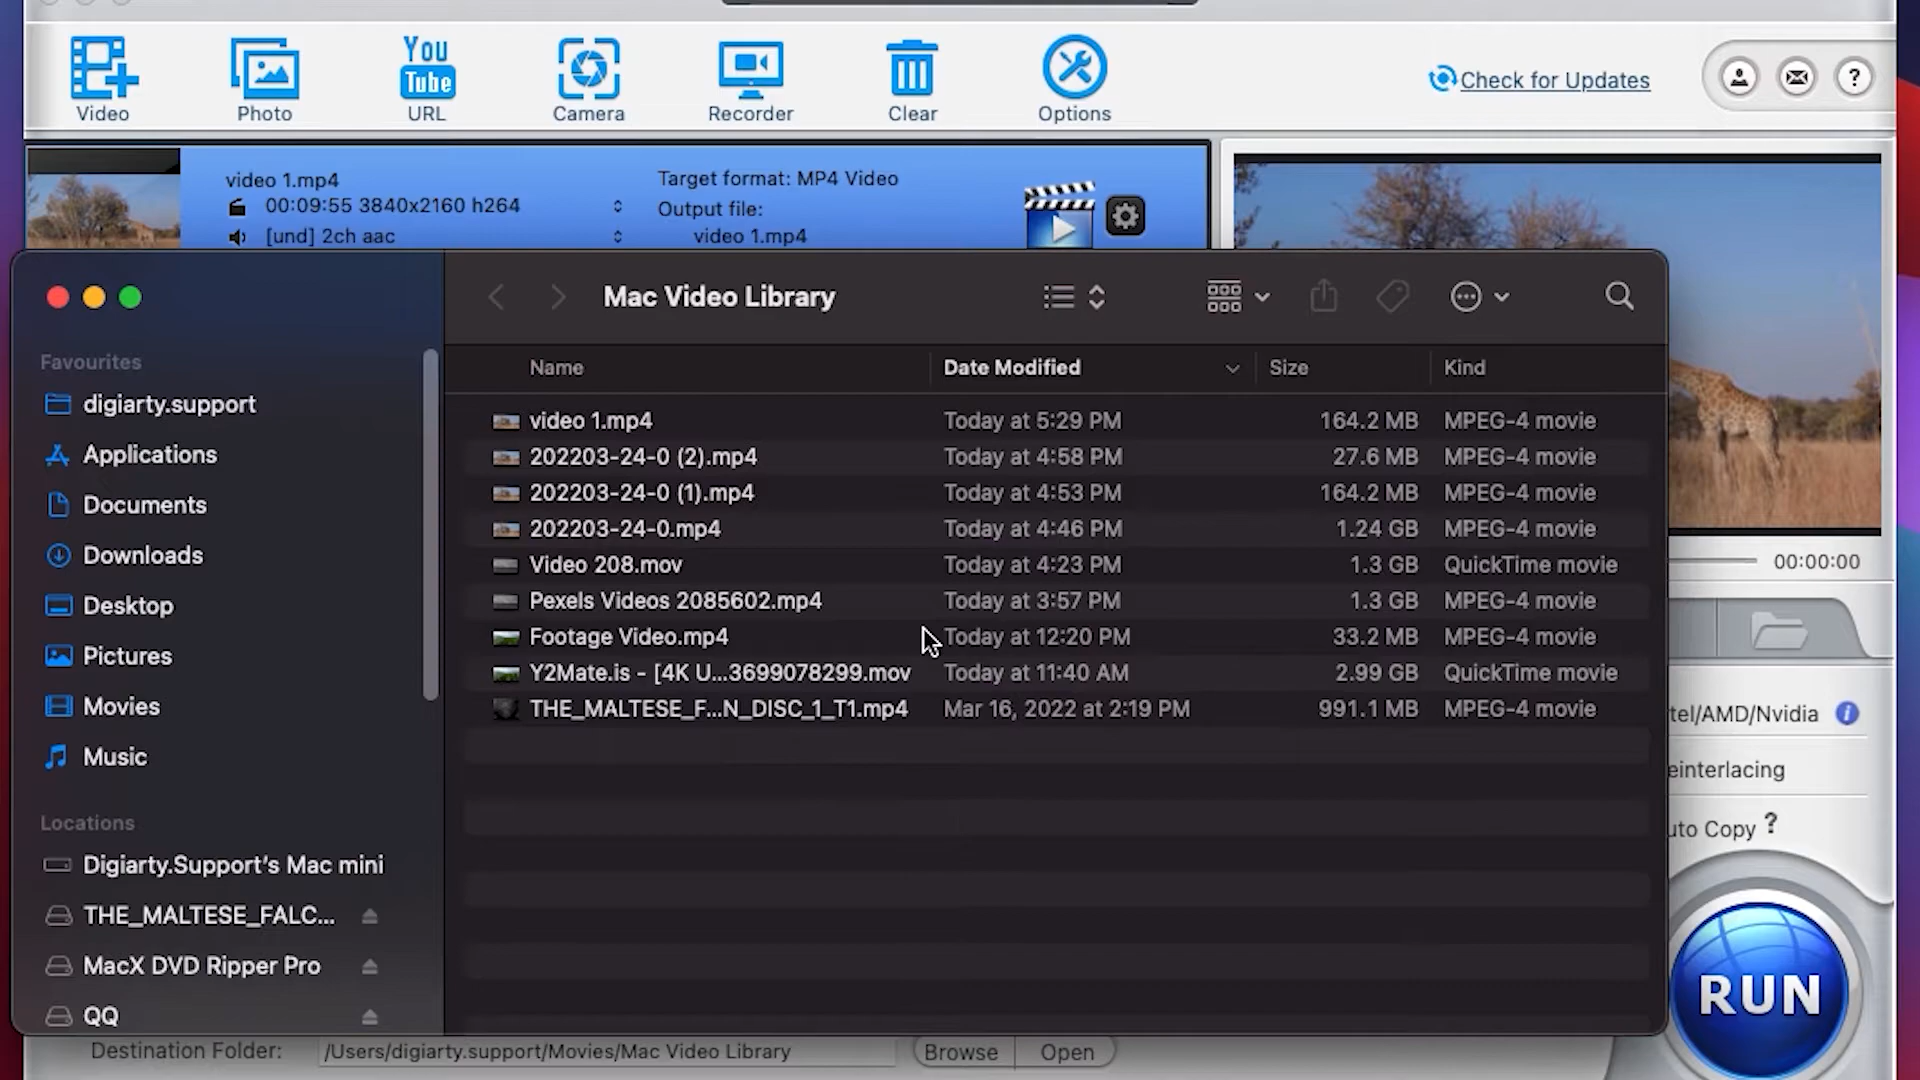 Video
Photo
You
Tube
URL
Camera
Recorder
Clear
Options
Check for Updates
?
video 1.mp4
00:09:55 3840x2160 h264
[und] 2ch aac
Target format: MP4 Video
Output file:
video 1.mp4
Mac Video Library
Favourites
digiarty.support
Applications
Documents
Downloads
Desktop
Pictures
Movies
Music
Locations
Digiarty.Support's Mac mini
THE_MALTESE_FALC...
MacX DVD Ripper Pro
QQ
Name Date Modified Size Kind
video 1.mp4 Today at 5:29 PM 164.2 MB MPEG-4 movie
202203-24-0 (2).mp4 Today at 4:58 PM 27.6 MB MPEG-4 movie
202203-24-0 (1).mp4 Today at 4:53 PM 164.2 MB MPEG-4 movie
202203-24-0.mp4 Today at 4:46 PM 1.24 GB MPEG-4 movie
Video 208.mov Today at 4:23 PM 1.3 GB QuickTime movie
Pexels Videos 2085602.mp4 Today at 3:57 PM 1.3 GB MPEG-4 movie
Footage Video.mp4 Today at 12:20 PM 33.2 MB MPEG-4 movie
Y2Mate.is - [4K U...3699078299.mov Today at 11:40 AM 2.99 GB QuickTime movie
THE_MALTESE_F...N_DISC_1_T1.mp4 Mar 16, 2022 at 2:19 PM 991.1 MB MPEG-4 movie
00:00:00
tel/AMD/Nvidia i
einterlacing
uto Copy ?
RUN
Destination Folder: /Users/digiarty.support/Movies/Mac Video Library Browse Open